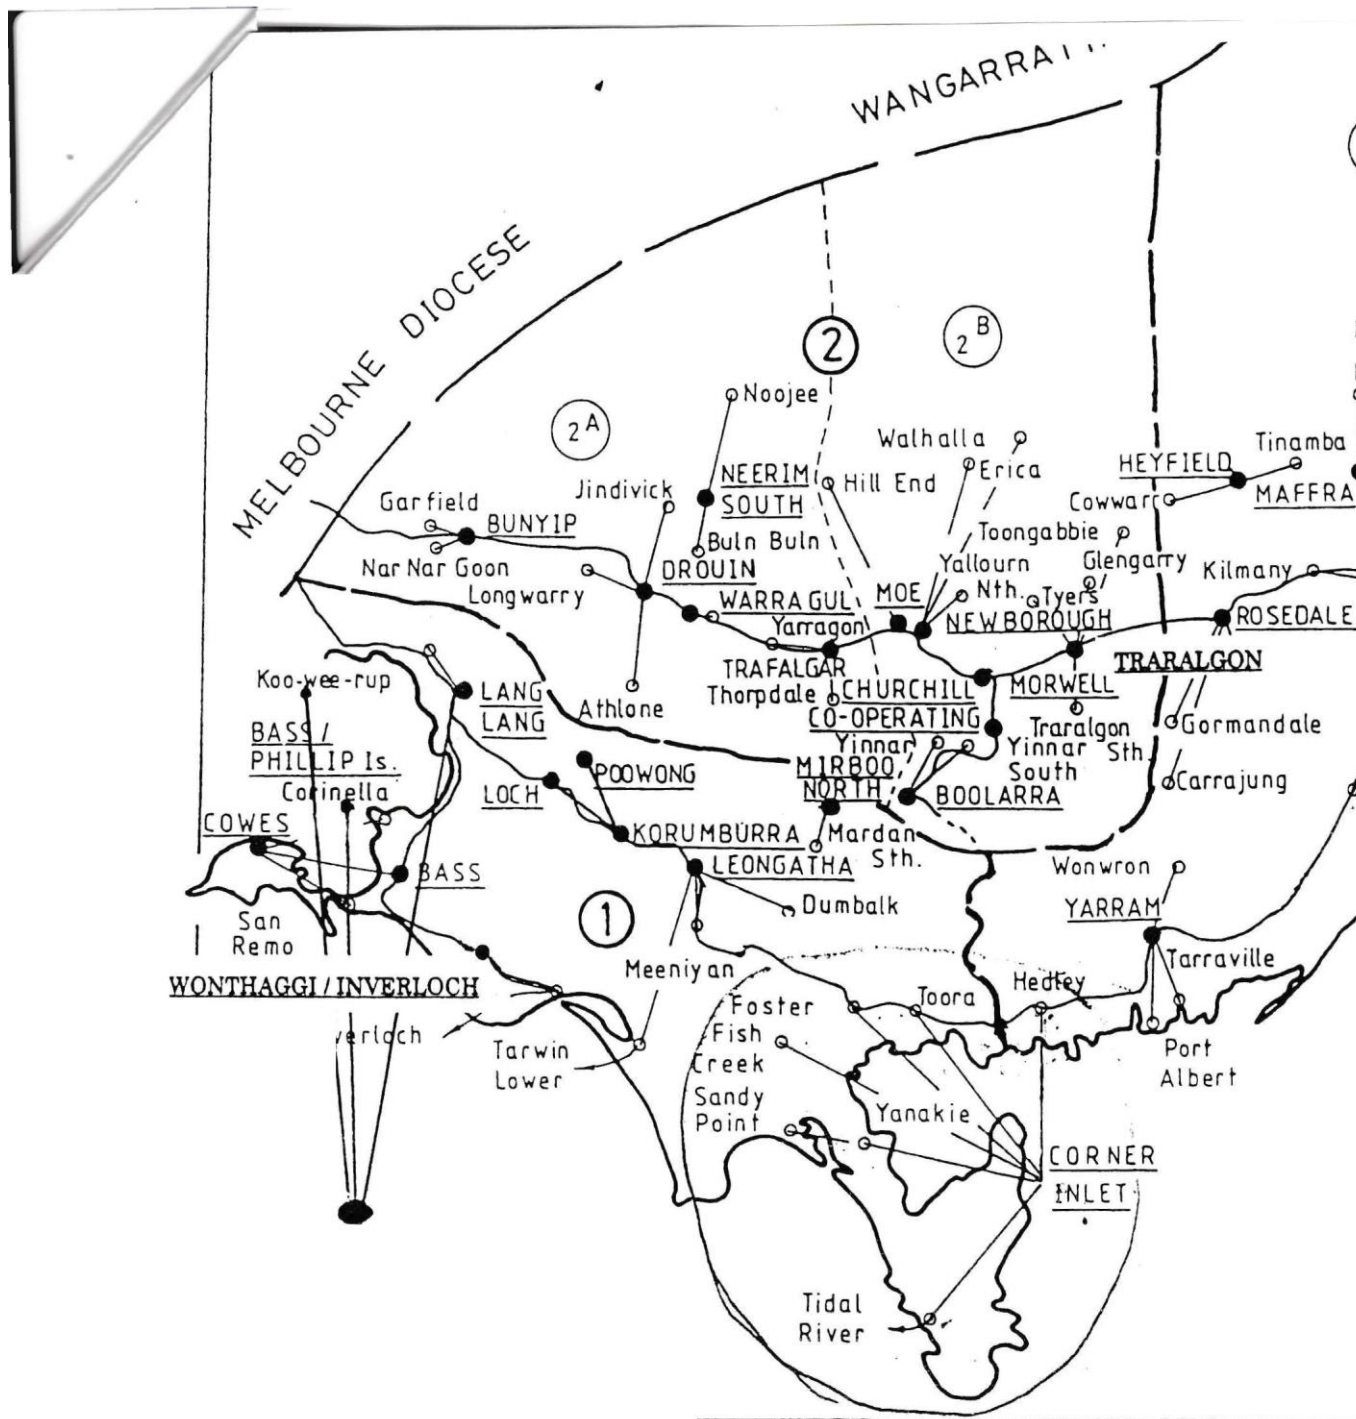 WANGARRATT
MELBOURNE DIOCESE
2
2B
2A
Noojee
Walhalla
Erica
Tinamba
HEYFIELD
NEERIM
SOUTH
Hill End
Jindivick
Cowwarr
MAFFRA
Garfield
BUNYIP
Toongabbie
Buln Buln
Glengarry
Nar Nar Goon
Yallourn
Nth.
Kilmany
DROUIN
Longwarry
MOE
Tyers
WARRAGUL
NEWBOROUGH
ROSEDALE
Yarragon
TRARALGON
TRAFALGAR
Thorpdale
CHURCHILL
CO-OPERATING
MORWELL
Koo-wee-rup
LANG
LANG
Athlone
Traralgon
Sth.
Gormandale
BASS /
PHILLIP Is.
Yinnar
Yinnar
South
Corinella
POOWONG
MIRBOO
NORTH
Carrajung
LOCH
BOOLARRA
COWES
KORUMBURRA
Mardan
Sth.
LEONGATHA
Wonwron
BASS
Dumbalk
YARRAM
San
Remo
1
Meeniyan
Tarraville
WONTHAGGI / INVERLOCH
Hedley
Toora
Foster
verloch
Fish
Creek
Tarwin
Lower
Port
Albert
Sandy
Point
Yanakie
CORNER
INLET
Tidal
River